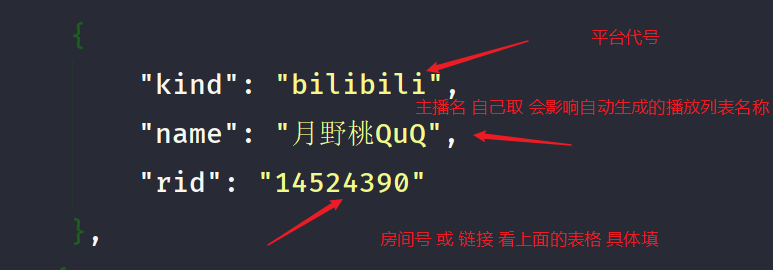 {
平台代号
"kind": "bilibili",
主播名 自己取 会影响自动生成的播放列表名称
"name": "月野桃QuQ",
"rid": "14524390"
房间号 或 链接 看上面的表格 具体填
},